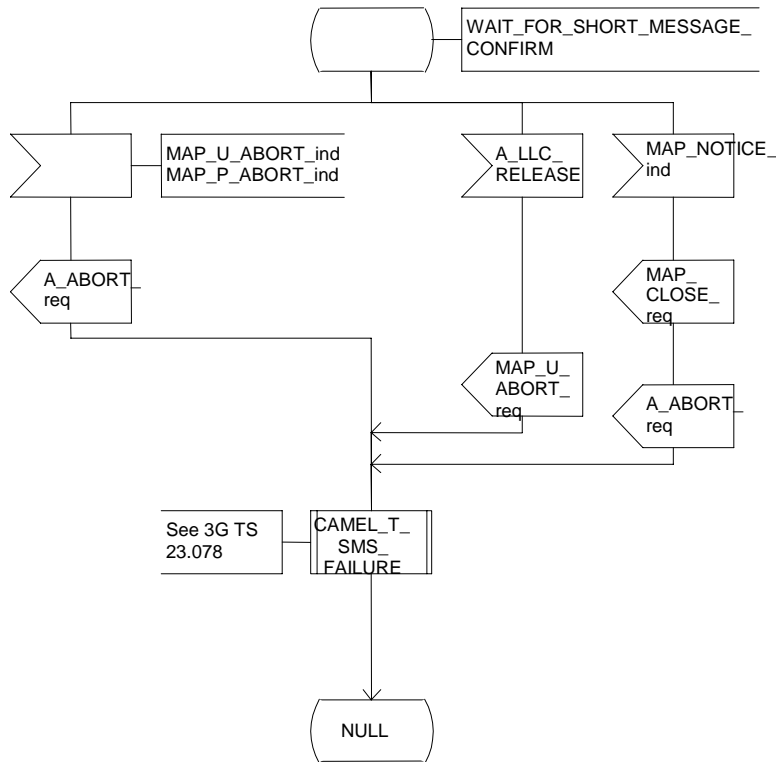 WAIT_FOR_SHORT_MESSAGE_
CONFIRM
MAP_U_ABORT_ind
MAP_P_ABORT_ind
A_LLC_
RELEASE
MAP_NOTICE_
ind
A_ABORT_
req
MAP_
CLOSE_
req
MAP_U_
ABORT_
req
A_ABORT_
req
See 3G TS
23.078
CAMEL_T_
SMS_
FAILURE
NULL